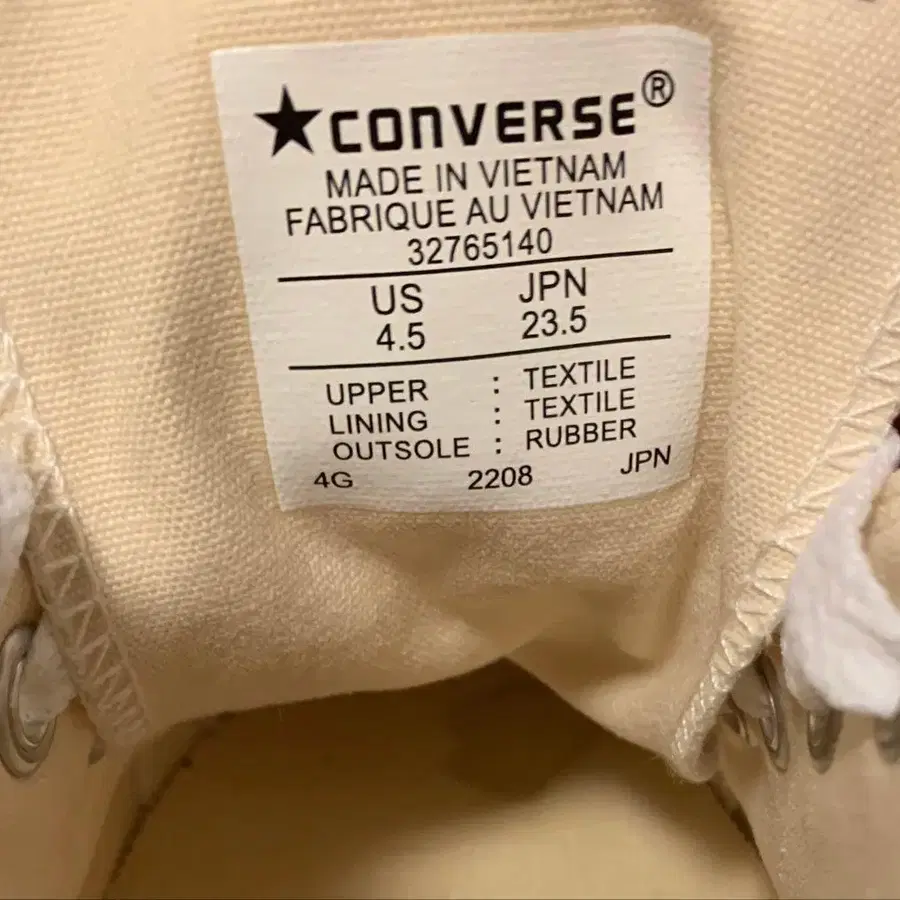 ★CONVERSE®
MADE IN VIETNAM
FABRIQUE AU VIETNAM
32765140
US JPN
4.5 23.5
UPPER : TEXTILE
LINING : TEXTILE
OUTSOLE : RUBBER
4G 2208 JPN